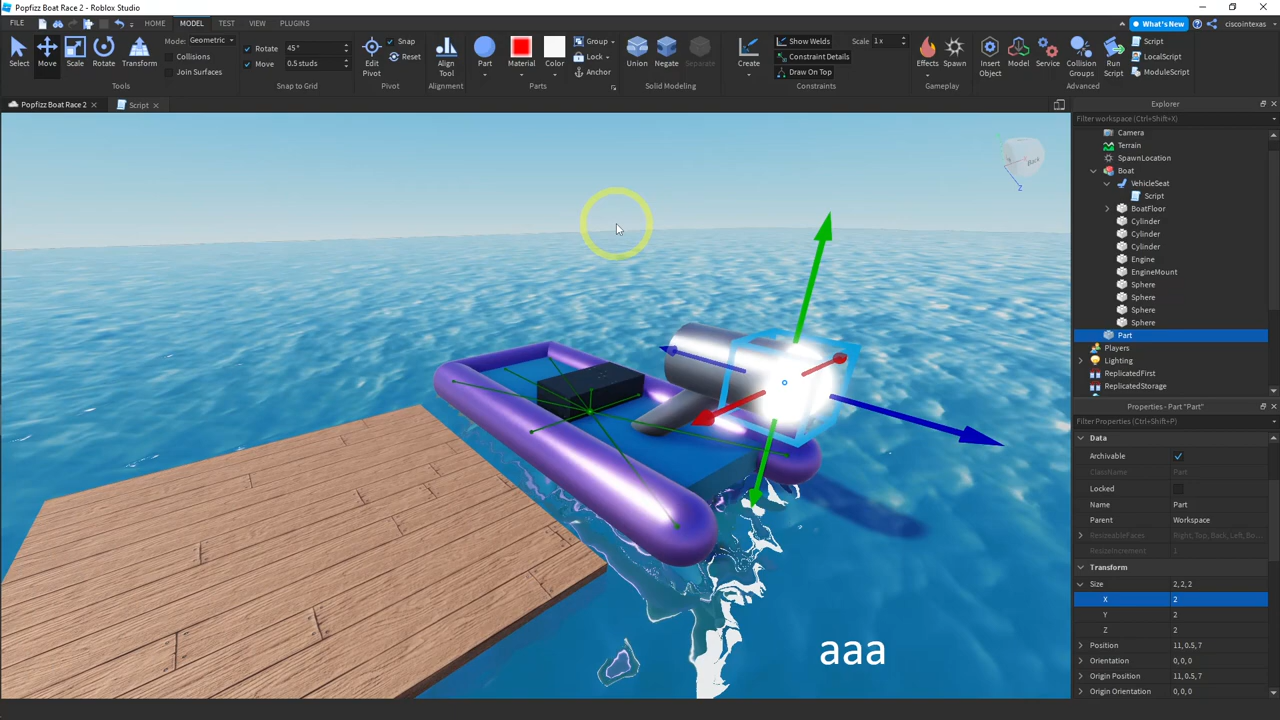 Popfizz Boat Race 2 - Roblox Studio
FILE HOME MODEL TEST VIEW PLUGINS What's New ciscointexas
Select Move Scale Rotate Transform
Mode: Geometric
Collisions
Join Surfaces
Tools
Rotate 45°
Move 0.5 studs
Snap to Grid
Edit Pivot
Snap
Reset
Pivot
Align Tool
Alignment
Part Material Color
Group
Lock
Anchor
Parts
Union Negate Separate
Solid Modeling
Create
Show Welds Scale 1 x
Constraint Details
Draw On Top
Constraints
Effects Spawn
Gameplay
Insert Object Model Service Collision Groups Run Script
Script
LocalScript
ModuleScript
Advanced
Popfizz Boat Race 2 Script
Back
Z
aaa
Explorer
Filter workspace (Ctrl+Shift+X)
Camera
Terrain
SpawnLocation
Boat
VehicleSeat
Script
BoatFloor
Cylinder
Cylinder
Cylinder
Engine
EngineMount
Sphere
Sphere
Sphere
Sphere
Part
Players
Lighting
ReplicatedFirst
ReplicatedStorage
Properties - Part "Part"
Filter Properties (Ctrl+Shift+P)
Data
Archivable
ClassName Part
Locked
Name Part
Parent Workspace
ResizeableFaces Right, Top, Back, Left, Bo...
ResizeIncrement 1
Transform
Size 2, 2, 2
X 2
Y 2
Z 2
Position 11, 0.5, 7
Orientation 0, 0, 0
Origin Position 11, 0.5, 7
Origin Orientation 0, 0, 0